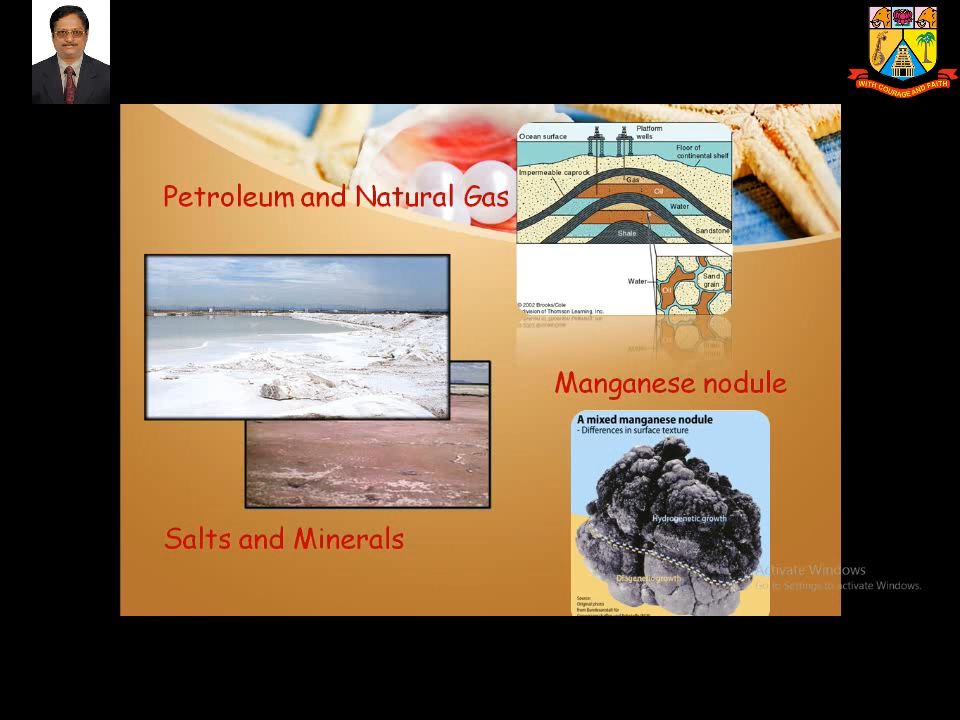 WITH COURAGE AND FAITH
Petroleum and Natural Gas
Ocean surface
Platform
wells
Floor of
continental shelf
Impermeable caprock
Gas
Oil
Water
Sandstone
Shale
Water
Oil
Sand
grain
© 2002 Brooks/Cole
division of Thomson Learning, Inc.
Manganese nodule
A mixed manganese nodule
- Differences in surface texture
Hydrogenetic growth
Diagenetic growth
Source:
Original photo
from Bundesanstalt für
Salts and Minerals
Activate Windows
Go to Settings to activate Windows.